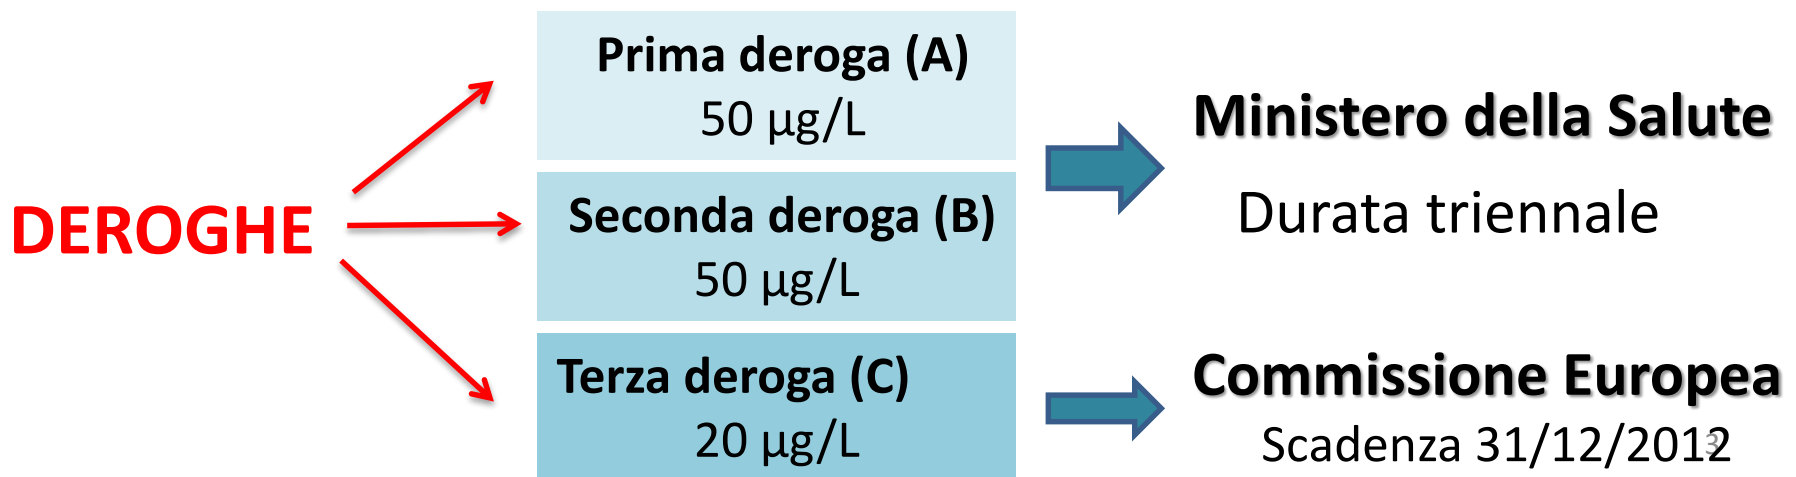 DEROGHE
Prima deroga (A)
50 µg/L
Seconda deroga (B)
50 µg/L
Terza deroga (C)
20 µg/L
Ministero della Salute
Durata triennale
Commissione Europea
Scadenza 31/12/2012
3